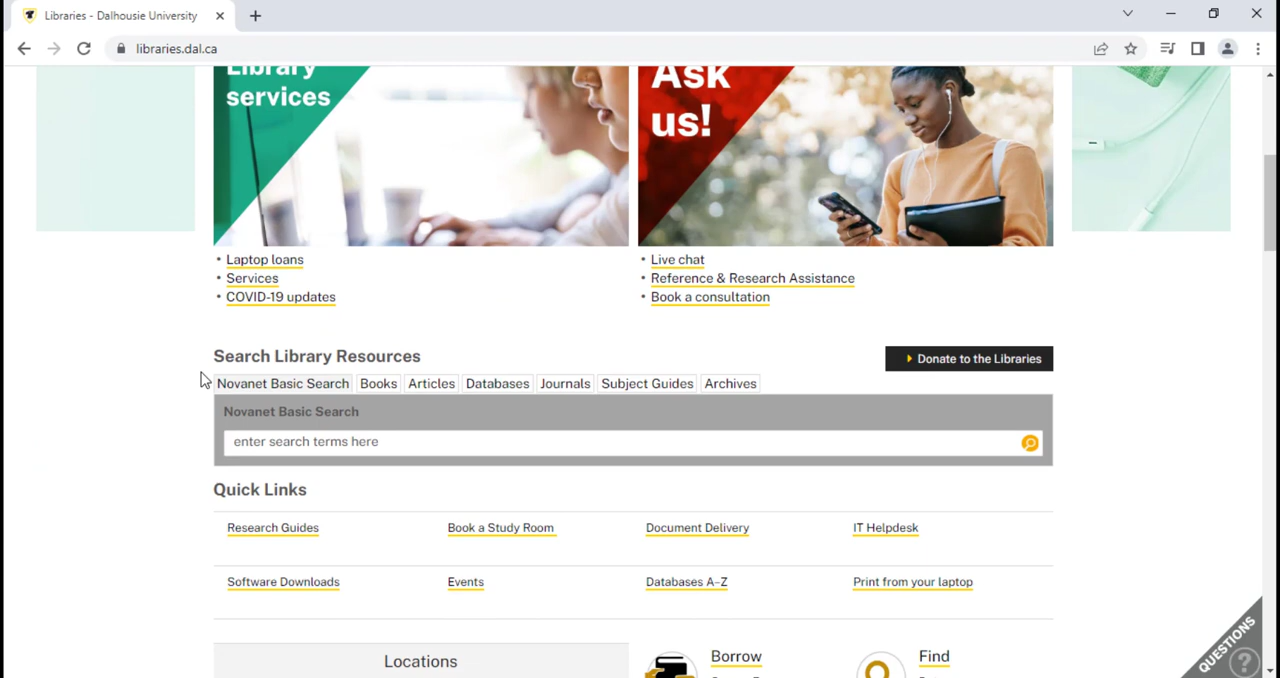 Libraries - Dalhousie University
libraries.dal.ca
Library
services
Ask
us!
• Laptop loans
• Services
• COVID-19 updates
• Live chat
• Reference & Research Assistance
• Book a consultation
Search Library Resources
Donate to the Libraries
Novanet Basic Search Books Articles Databases Journals Subject Guides Archives
Novanet Basic Search
enter search terms here
Quick Links
Research Guides Book a Study Room Document Delivery IT Helpdesk
Software Downloads Events Databases A–Z Print from your laptop
Locations
Borrow
Find
QUESTIONS
?